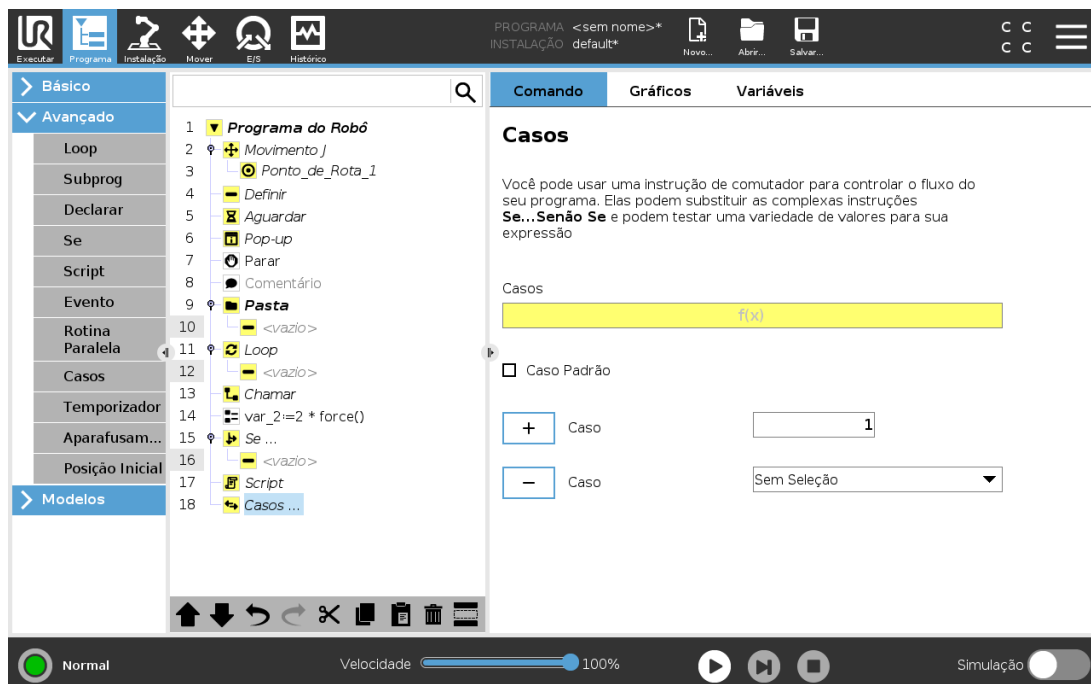 PROGRAMA <sem nome>*
INSTALAÇÃO default*
Executar Programa Instalação Mover E/S Histórico
Novo... Abrir... Salvar...
C C
C C
Básico
Avançado
Loop
Subprog
Declarar
Se
Script
Evento
Rotina
Paralela
Casos
Temporizador
Aparafusam...
Posição Inicial
Modelos
1 Programa do Robô
2 Movimento J
3 Ponto_de_Rota_1
4 Definir
5 Aguardar
6 Pop-up
7 Parar
8 Comentário
9 Pasta
10 <vazio>
11 Loop
12 <vazio>
13 Chamar
14 var_2:=2 * force()
15 Se ...
16 <vazio>
17 Script
18 Casos ...
Comando Gráficos Variáveis
Casos
Você pode usar uma instrução de comutador para controlar o fluxo do
seu programa. Elas podem substituir as complexas instruções
Se...Senão Se e podem testar uma variedade de valores para sua
expressão
Casos
f(x)
Caso Padrão
+ Caso 1
− Caso Sem Seleção
Normal
Velocidade 100%
Simulação